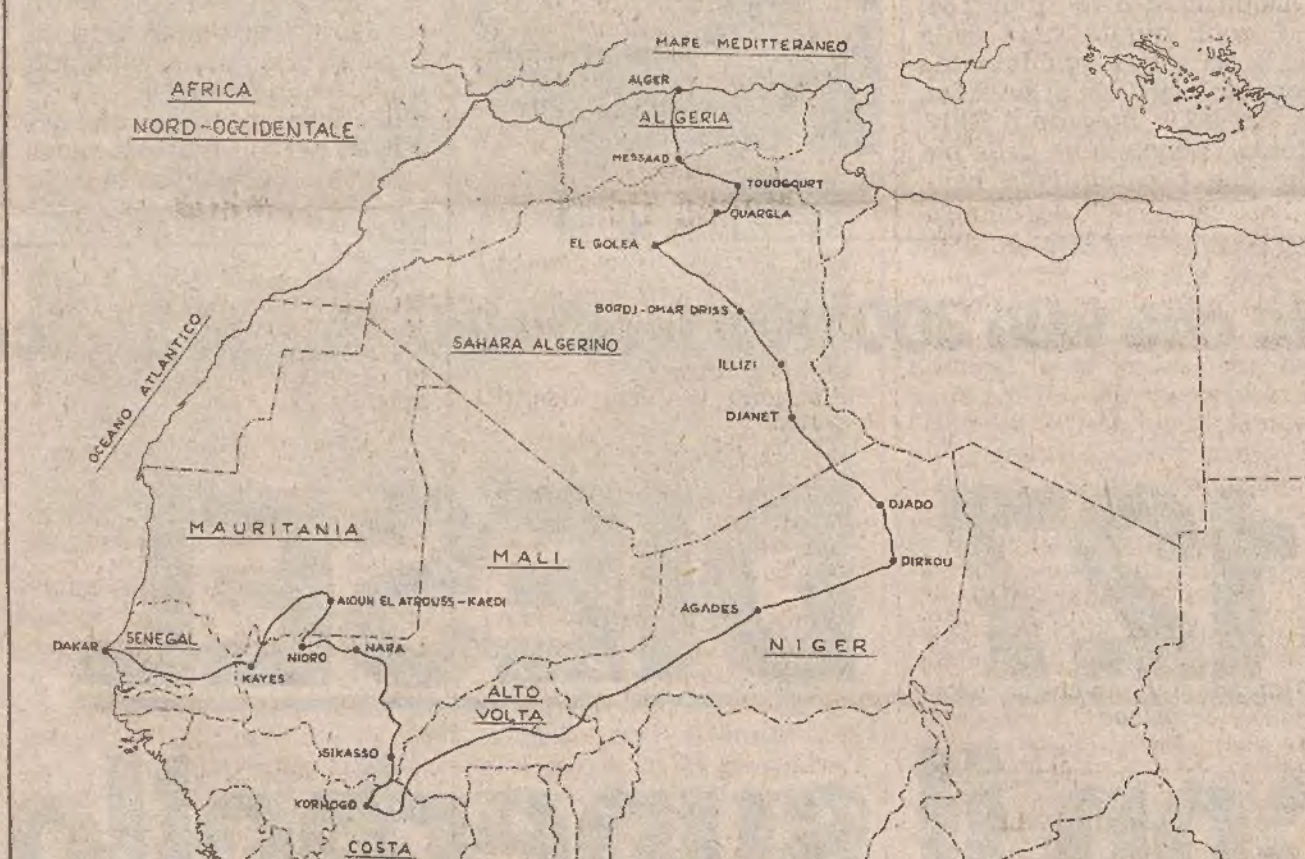 MARE MEDITTERANEO
AFRICA
NORD-OCCIDENTALE
ALGER
ALGERIA
MESSAAD
TOUGGOURT
OUARGLA
EL GOLEA
BORDJ-OMAR DRISS
OCEANO ATLANTICO
SAHARA ALGERINO
ILLIZI
DJANET
DJADO
MAURITANIA
MALI
DIRKOU
AIOUN EL ATROUSS-KAEDI
AGADES
DAKAR
SENEGAL
NIORO
NARA
NIGER
KAYES
ALTO
VOLTA
SIKASSO
KORHOGO
COSTA